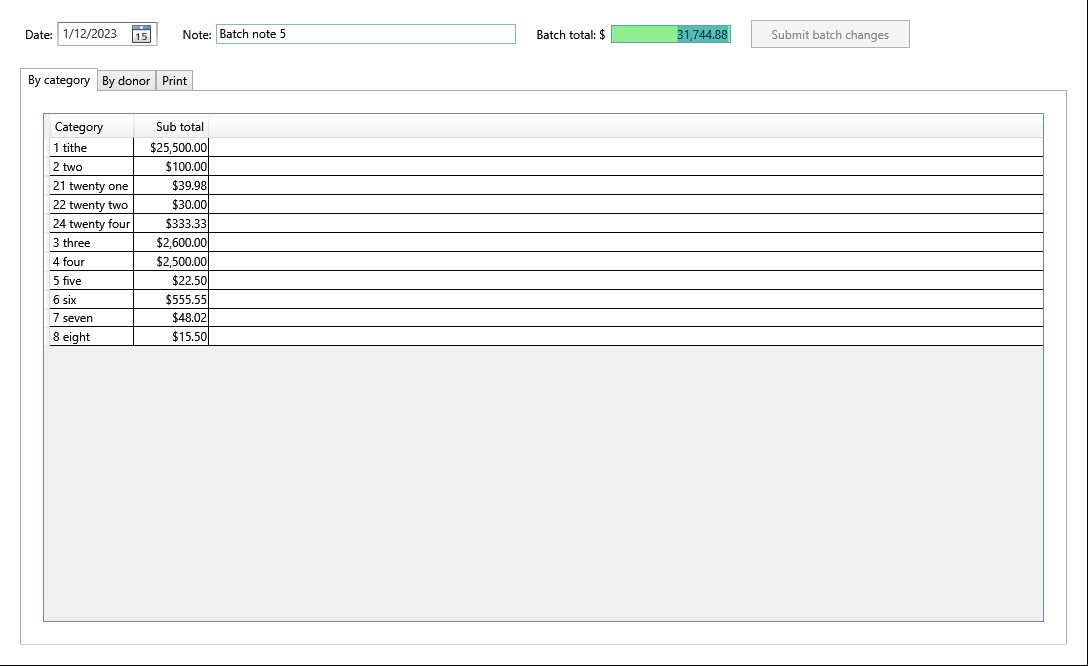 Date: 1/12/2023 15 Note: Batch note 5 Batch total: $ 31,744.88 Submit batch changes
By category By donor Print
Category Sub total
1 tithe $25,500.00
2 two $100.00
21 twenty one $39.98
22 twenty two $30.00
24 twenty four $333.33
3 three $2,600.00
4 four $2,500.00
5 five $22.50
6 six $555.55
7 seven $48.02
8 eight $15.50